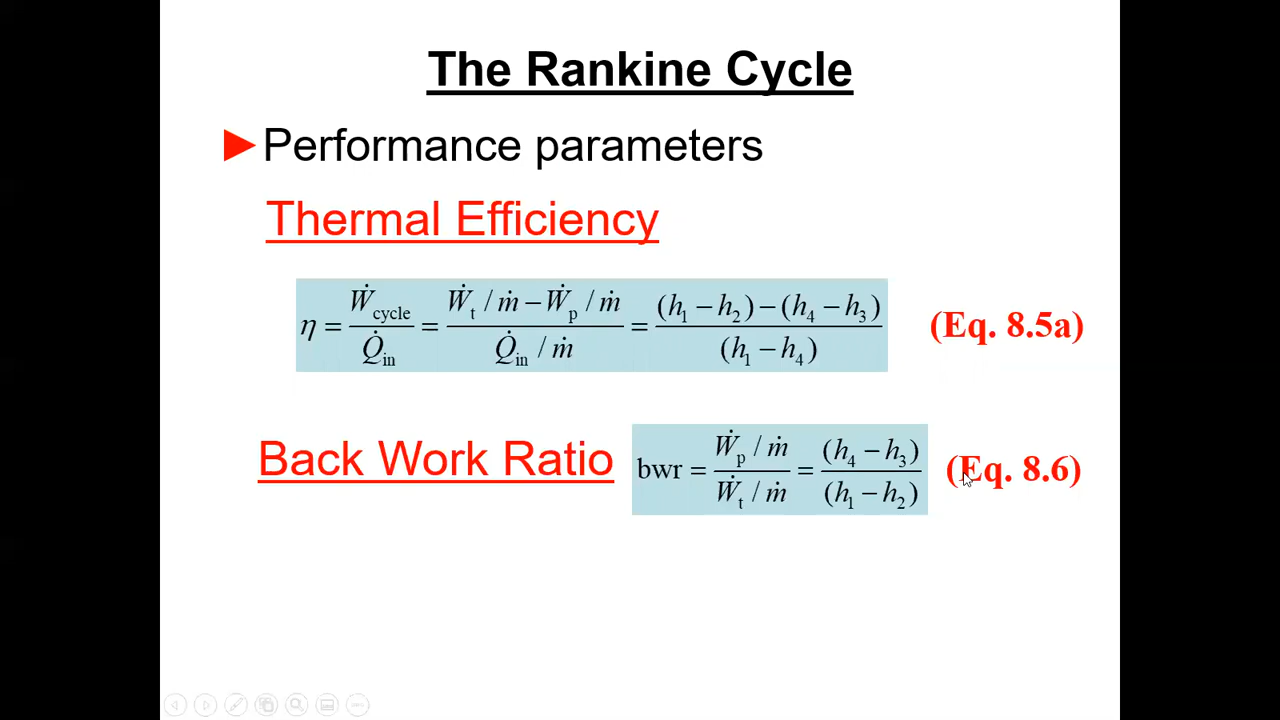 The Rankine Cycle
►Performance parameters
Thermal Efficiency
η = Ẇcycle / Q̇in = (Ẇt / ṁ − Ẇp / ṁ) / (Q̇in / ṁ) = ((h1 − h2) − (h4 − h3)) / (h1 − h4) (Eq. 8.5a)
Back Work Ratio bwr = (Ẇp / ṁ) / (Ẇt / ṁ) = (h4 − h3) / (h1 − h2) (Eq. 8.6)